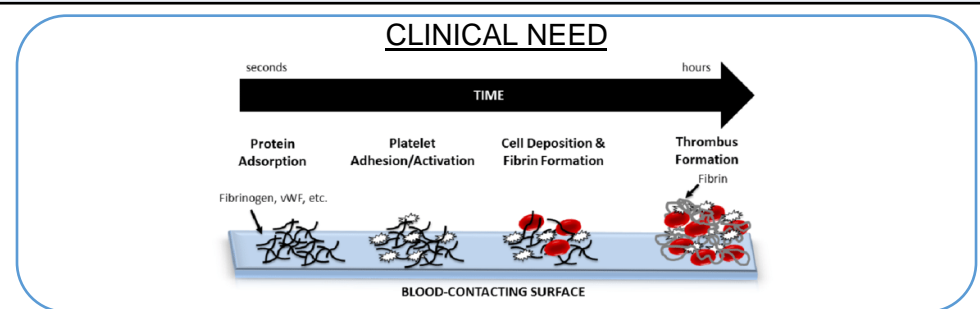 CLINICAL NEED
seconds
hours
TIME
Protein
Adsorption
Platelet
Adhesion/Activation
Cell Deposition &
Fibrin Formation
Thrombus
Formation
Fibrinogen, vWF, etc.
Fibrin
BLOOD-CONTACTING SURFACE